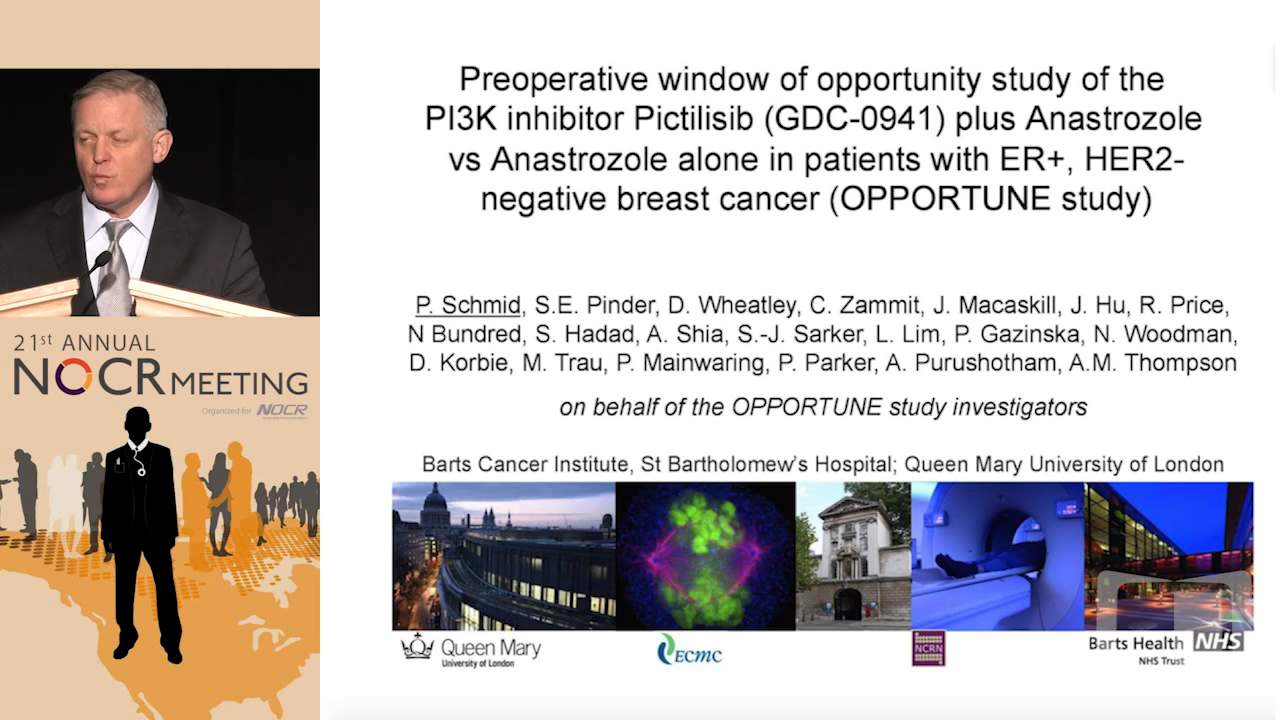 21st ANNUAL
NOCR MEETING
Organized for NOCR
Preoperative window of opportunity study of the
PI3K inhibitor Pictilisib (GDC-0941) plus Anastrozole
vs Anastrozole alone in patients with ER+, HER2-
negative breast cancer (OPPORTUNE study)
P. Schmid, S.E. Pinder, D. Wheatley, C. Zammit, J. Macaskill, J. Hu, R. Price,
N Bundred, S. Hadad, A. Shia, S.-J. Sarker, L. Lim, P. Gazinska, N. Woodman,
D. Korbie, M. Trau, P. Mainwaring, P. Parker, A. Purushotham, A.M. Thompson
on behalf of the OPPORTUNE study investigators
Barts Cancer Institute, St Bartholomew's Hospital; Queen Mary University of London
Queen Mary
University of London
ECMC
NCRN
Barts Health NHS
NHS Trust